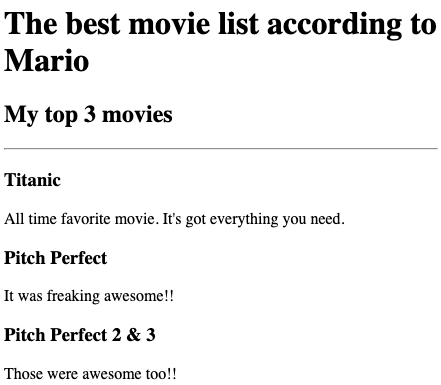 The best movie list according to
Mario
My top 3 movies
Titanic
All time favorite movie. It's got everything you need.
Pitch Perfect
It was freaking awesome!!
Pitch Perfect 2 & 3
Those were awesome too!!